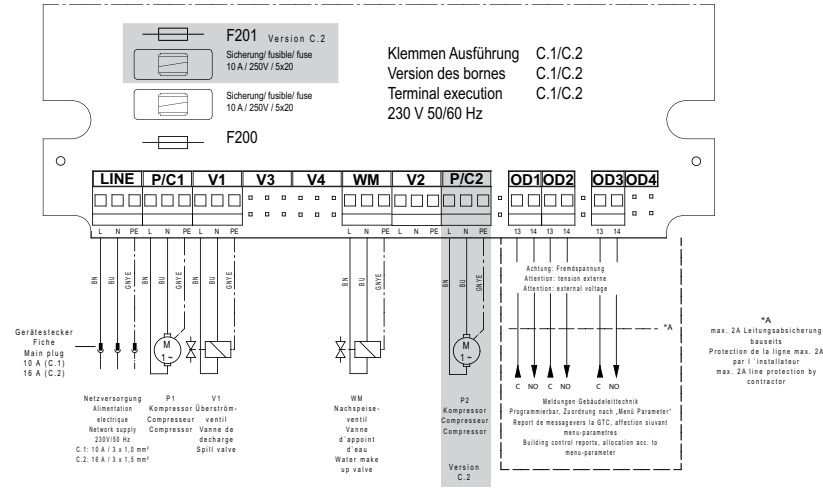 F201 Version C.2
Sicherung/ fusible/ fuse
10 A / 250V / 5x20
Sicherung/ fusible/ fuse
10 A / 250V / 5x20
F200
Klemmen Ausführung C.1/C.2
Version des bornes C.1/C.2
Terminal execution C.1/C.2
230 V 50/60 Hz
LINE P/C1 V1 V3 V4 WM V2 P/C2 OD1 OD2 OD3 OD4
L N PE L N PE L N PE L N PE L N PE L N PE 13 14 13 14 13 14
BN BU GNYE BN BU GNYE BN BU GNYE BN BU GNYE BN BU GNYE
Achtung: Fremdspannung
Attention: tension externe
Attention: external voltage
*A
C NO C NO C NO
M
1 ~
M
1 ~
Gerätestecker
Fiche
Main plug
10 A (C.1)
16 A (C.2)
Netzversorgung
Alimentation
electrique
Network supply
230V/50 Hz
C.1: 10 A / 3 x 1,0 mm²
C.2: 16 A / 3 x 1,5 mm²
P1
Kompressor
Compresseur
Compressor
V1
Überström-
ventil
Vanne de
decharge
Spill valve
WM
Nachspeise-
ventil
Vanne
d´appoint
d´eau
Water make
up valve
P2
Kompressor
Compresseur
Compressor
Version
C.2
Meldungen Gebäudeleittechnik
Programmierbar, Zuordnung nach „Menü Parameter"
Report de messagevers la GTC, affection siuvant
menu-parametres
Building control reports, allocation acc. to
menu-parameter
*A
max. 2A Leitungsabsicherung
bauseits
Protection de la ligne max. 2A
par l ´installateur
max. 2A line protection by
contractor